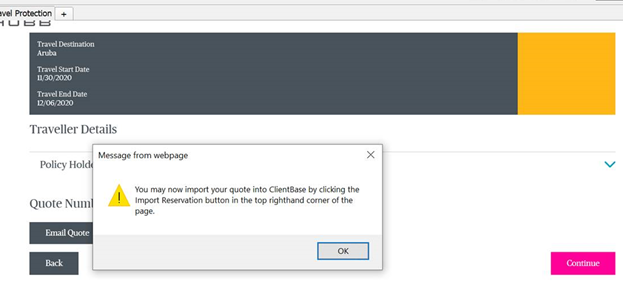 avel Protection
+
Travel Destination
Aruba
Travel Start Date
11/30/2020
Travel End Date
12/06/2020
Traveller Details
Policy Holde
Message from webpage
You may now import your quote into ClientBase by clicking the
Import Reservation button in the top righthand corner of the
page.
OK
Quote Num
Email Quote
Back
Continue